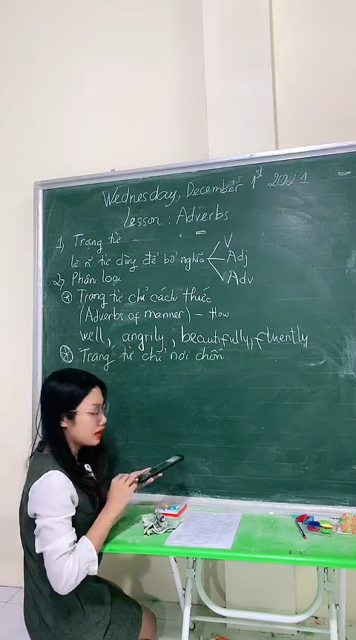 Wednesday, December 1st 2021
Lesson: Adverbs
1, Trạng từ
là n~ từ dùng để bổ nghĩa
V
Adj
Adv
2, Phân loại
* Trạng từ chỉ cách thức
(Adverbs of manner) - How
well, angrily, beautifully, fluently
* Trạng từ chỉ nơi chốn